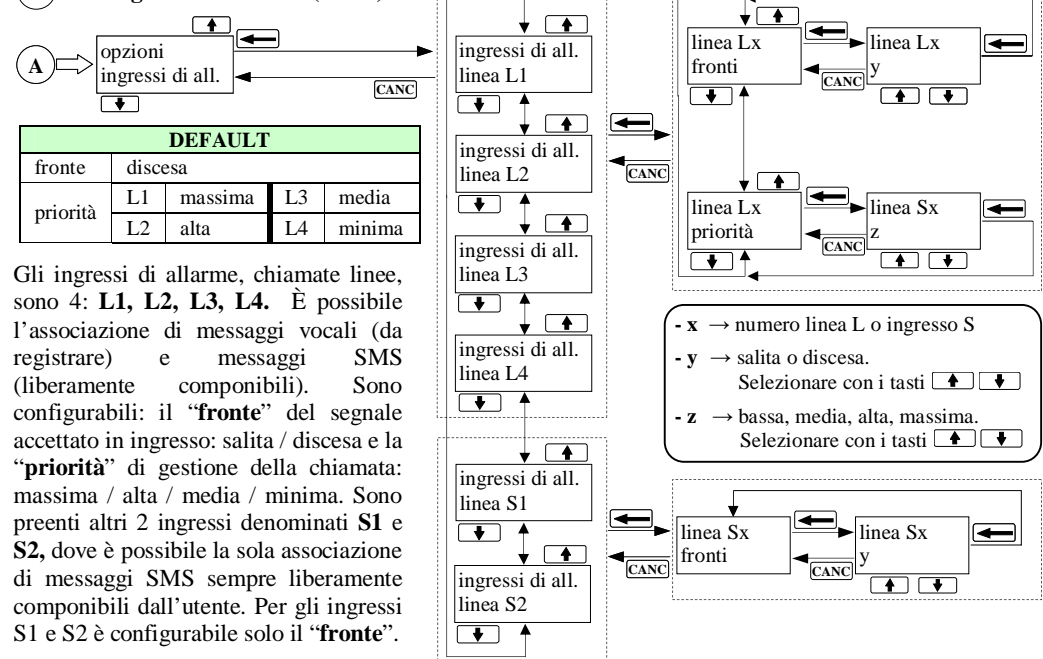 A
opzioni
ingressi di all.
CANC
DEFAULT
fronte discesa
priorità L1 massima L3 media
L2 alta L4 minima
Gli ingressi di allarme, chiamate linee,
sono 4: L1, L2, L3, L4. È possibile
l’associazione di messaggi vocali (da
registrare) e messaggi SMS
(liberamente componibili). Sono
configurabili: il “fronte” del segnale
accettato in ingresso: salita / discesa e la
“priorità” di gestione della chiamata:
massima / alta / media / minima. Sono
preenti altri 2 ingressi denominati S1 e
S2, dove è possibile la sola associazione
di messaggi SMS sempre liberamente
componibili dall’utente. Per gli ingressi
S1 e S2 è configurabile solo il “fronte”.
ingressi di all.
linea L1
ingressi di all.
linea L2
ingressi di all.
linea L3
ingressi di all.
linea L4
CANC
ingressi di all.
linea S1
ingressi di all.
linea S2
CANC
linea Lx
fronti
CANC
linea Lx
y
linea Lx
priorità
CANC
linea Sx
z
- x → numero linea L o ingresso S
- y → salita o discesa.
Selezionare con i tasti
- z → bassa, media, alta, massima.
Selezionare con i tasti
linea Sx
fronti
CANC
linea Sx
y